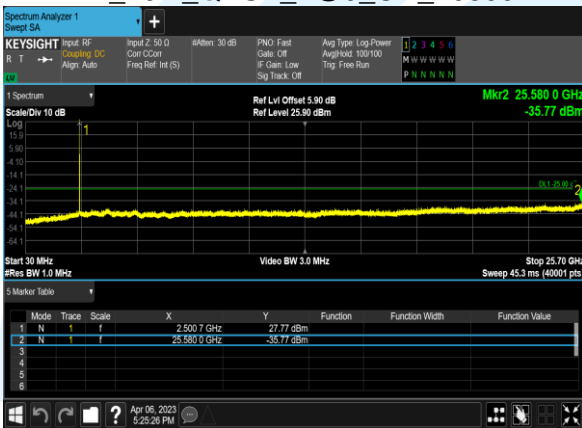 Spectrum Analyzer 1
Swept SA
+
KEYSIGHT Input: RF Input Z: 50 Ω #Atten: 30 dB PNO: Fast Avg Type: Log-Power 1 2 3 4 5 6
R T Coupling: DC Corr CCorr Gate: Off Avg|Hold: 100/100 M W W W W W
Align: Auto Freq Ref: Int (S) IF Gain: Low Trig: Free Run
LW Sig Track: Off P N N N N N
1 Spectrum Ref Lvl Offset 5.90 dB Mkr2 25.580 0 GHz
Scale/Div 10 dB Ref Level 25.90 dBm -35.77 dBm
Log
15.9
5.90
-4.10
-14.1
-24.1
-34.1
-44.1
-54.1
-64.1
1
DL1 -25.00
2
Start 30 MHz Video BW 3.0 MHz Stop 25.70 GHz
#Res BW 1.0 MHz Sweep 45.3 ms (40001 pts)
5 Marker Table
Mode Trace Scale X Y Function Function Width Function Value
1 N 1 f 2.500 7 GHz 27.77 dBm
2 N 1 f 25.580 0 GHz -35.77 dBm
3
4
5
6
? Apr 06, 2023
5:25:26 PM